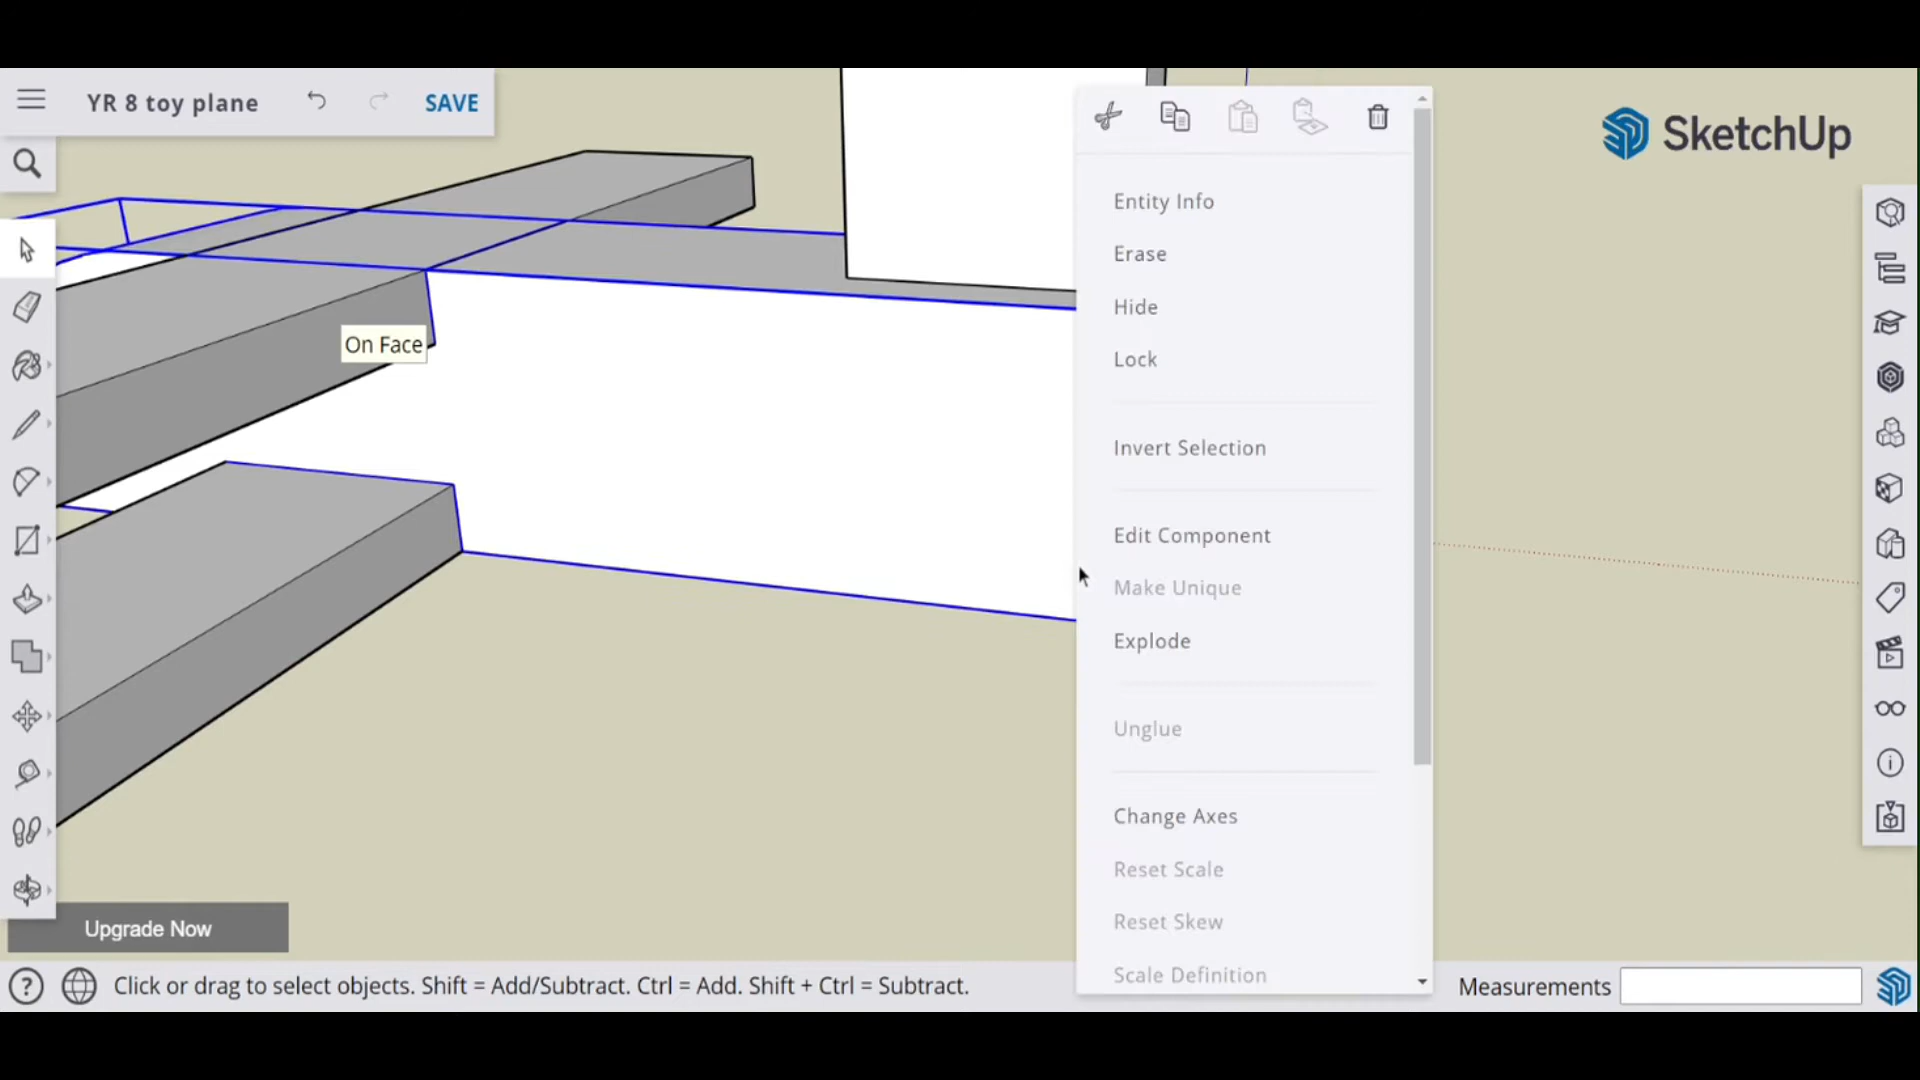 YR 8 toy plane
SAVE
SketchUp
Entity Info
Erase
Hide
Lock
On Face
Invert Selection
Edit Component
Make Unique
Explode
Unglue
Change Axes
Reset Scale
Reset Skew
Scale Definition
Upgrade Now
Click or drag to select objects. Shift = Add/Subtract. Ctrl = Add. Shift + Ctrl = Subtract.
Measurements